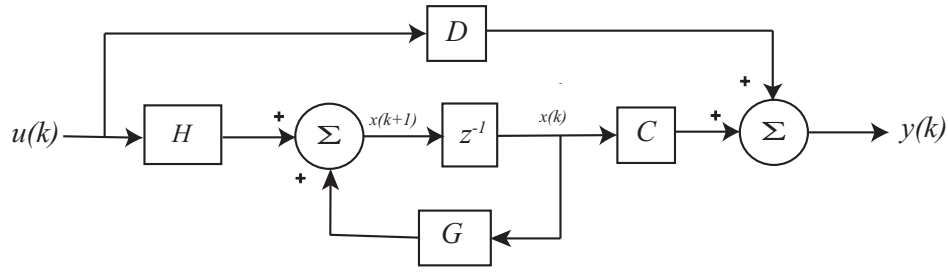 D
+
u(k) H + Σ x(k+1) z⁻¹ x(k) C + Σ y(k)
+
G